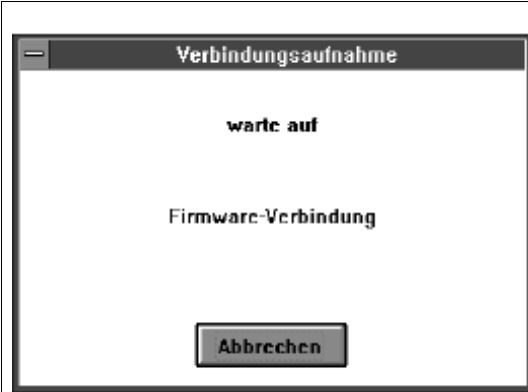 Verbindungsaufnahme
warte auf
Firmware-Verbindung
Abbrechen